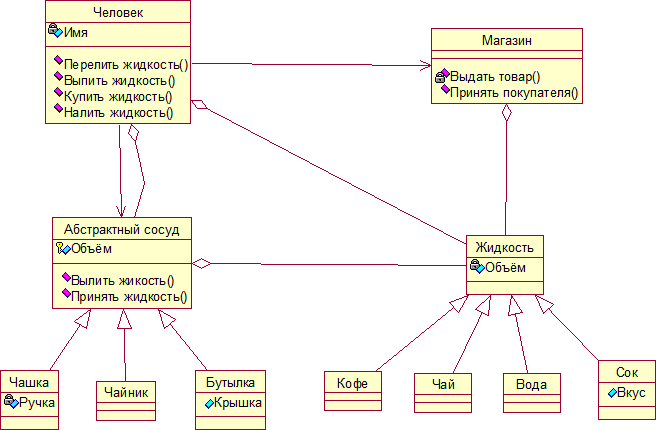 Человек
Имя
Перелить жидкость()
Выпить жидкость()
Купить жидкость()
Налить жидкость()
Магазин
Выдать товар()
Принять покупателя()
Абстрактный сосуд
Объём
Вылить жикость()
Принять жидкость()
Жидкость
Объём
Чашка
Ручка
Чайник
Бутылка
Крышка
Кофе
Чай
Вода
Сок
Вкус